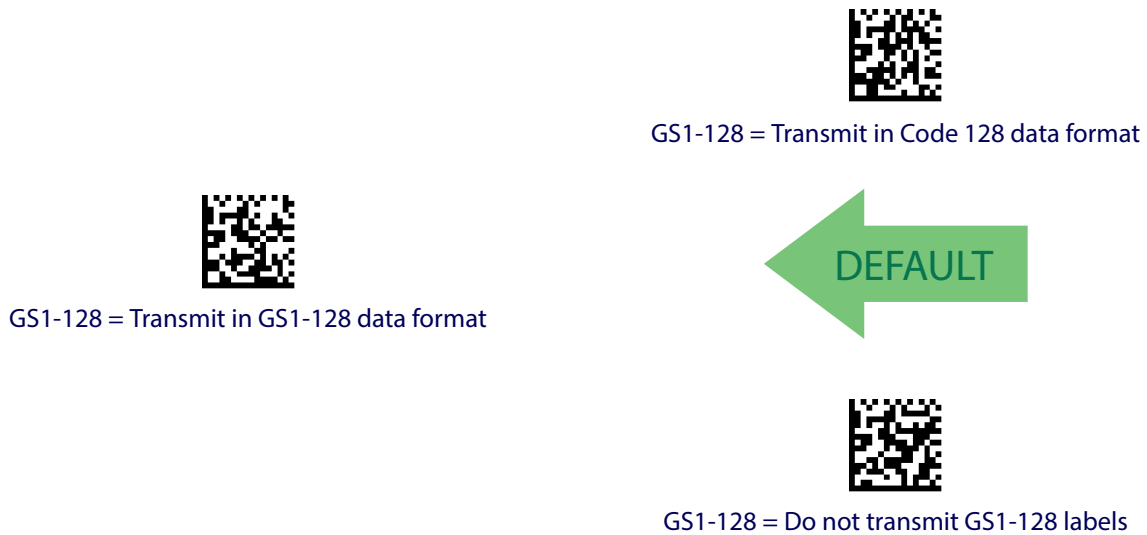 GS1-128 = Transmit in Code 128 data format
GS1-128 = Transmit in GS1-128 data format
DEFAULT
GS1-128 = Do not transmit GS1-128 labels